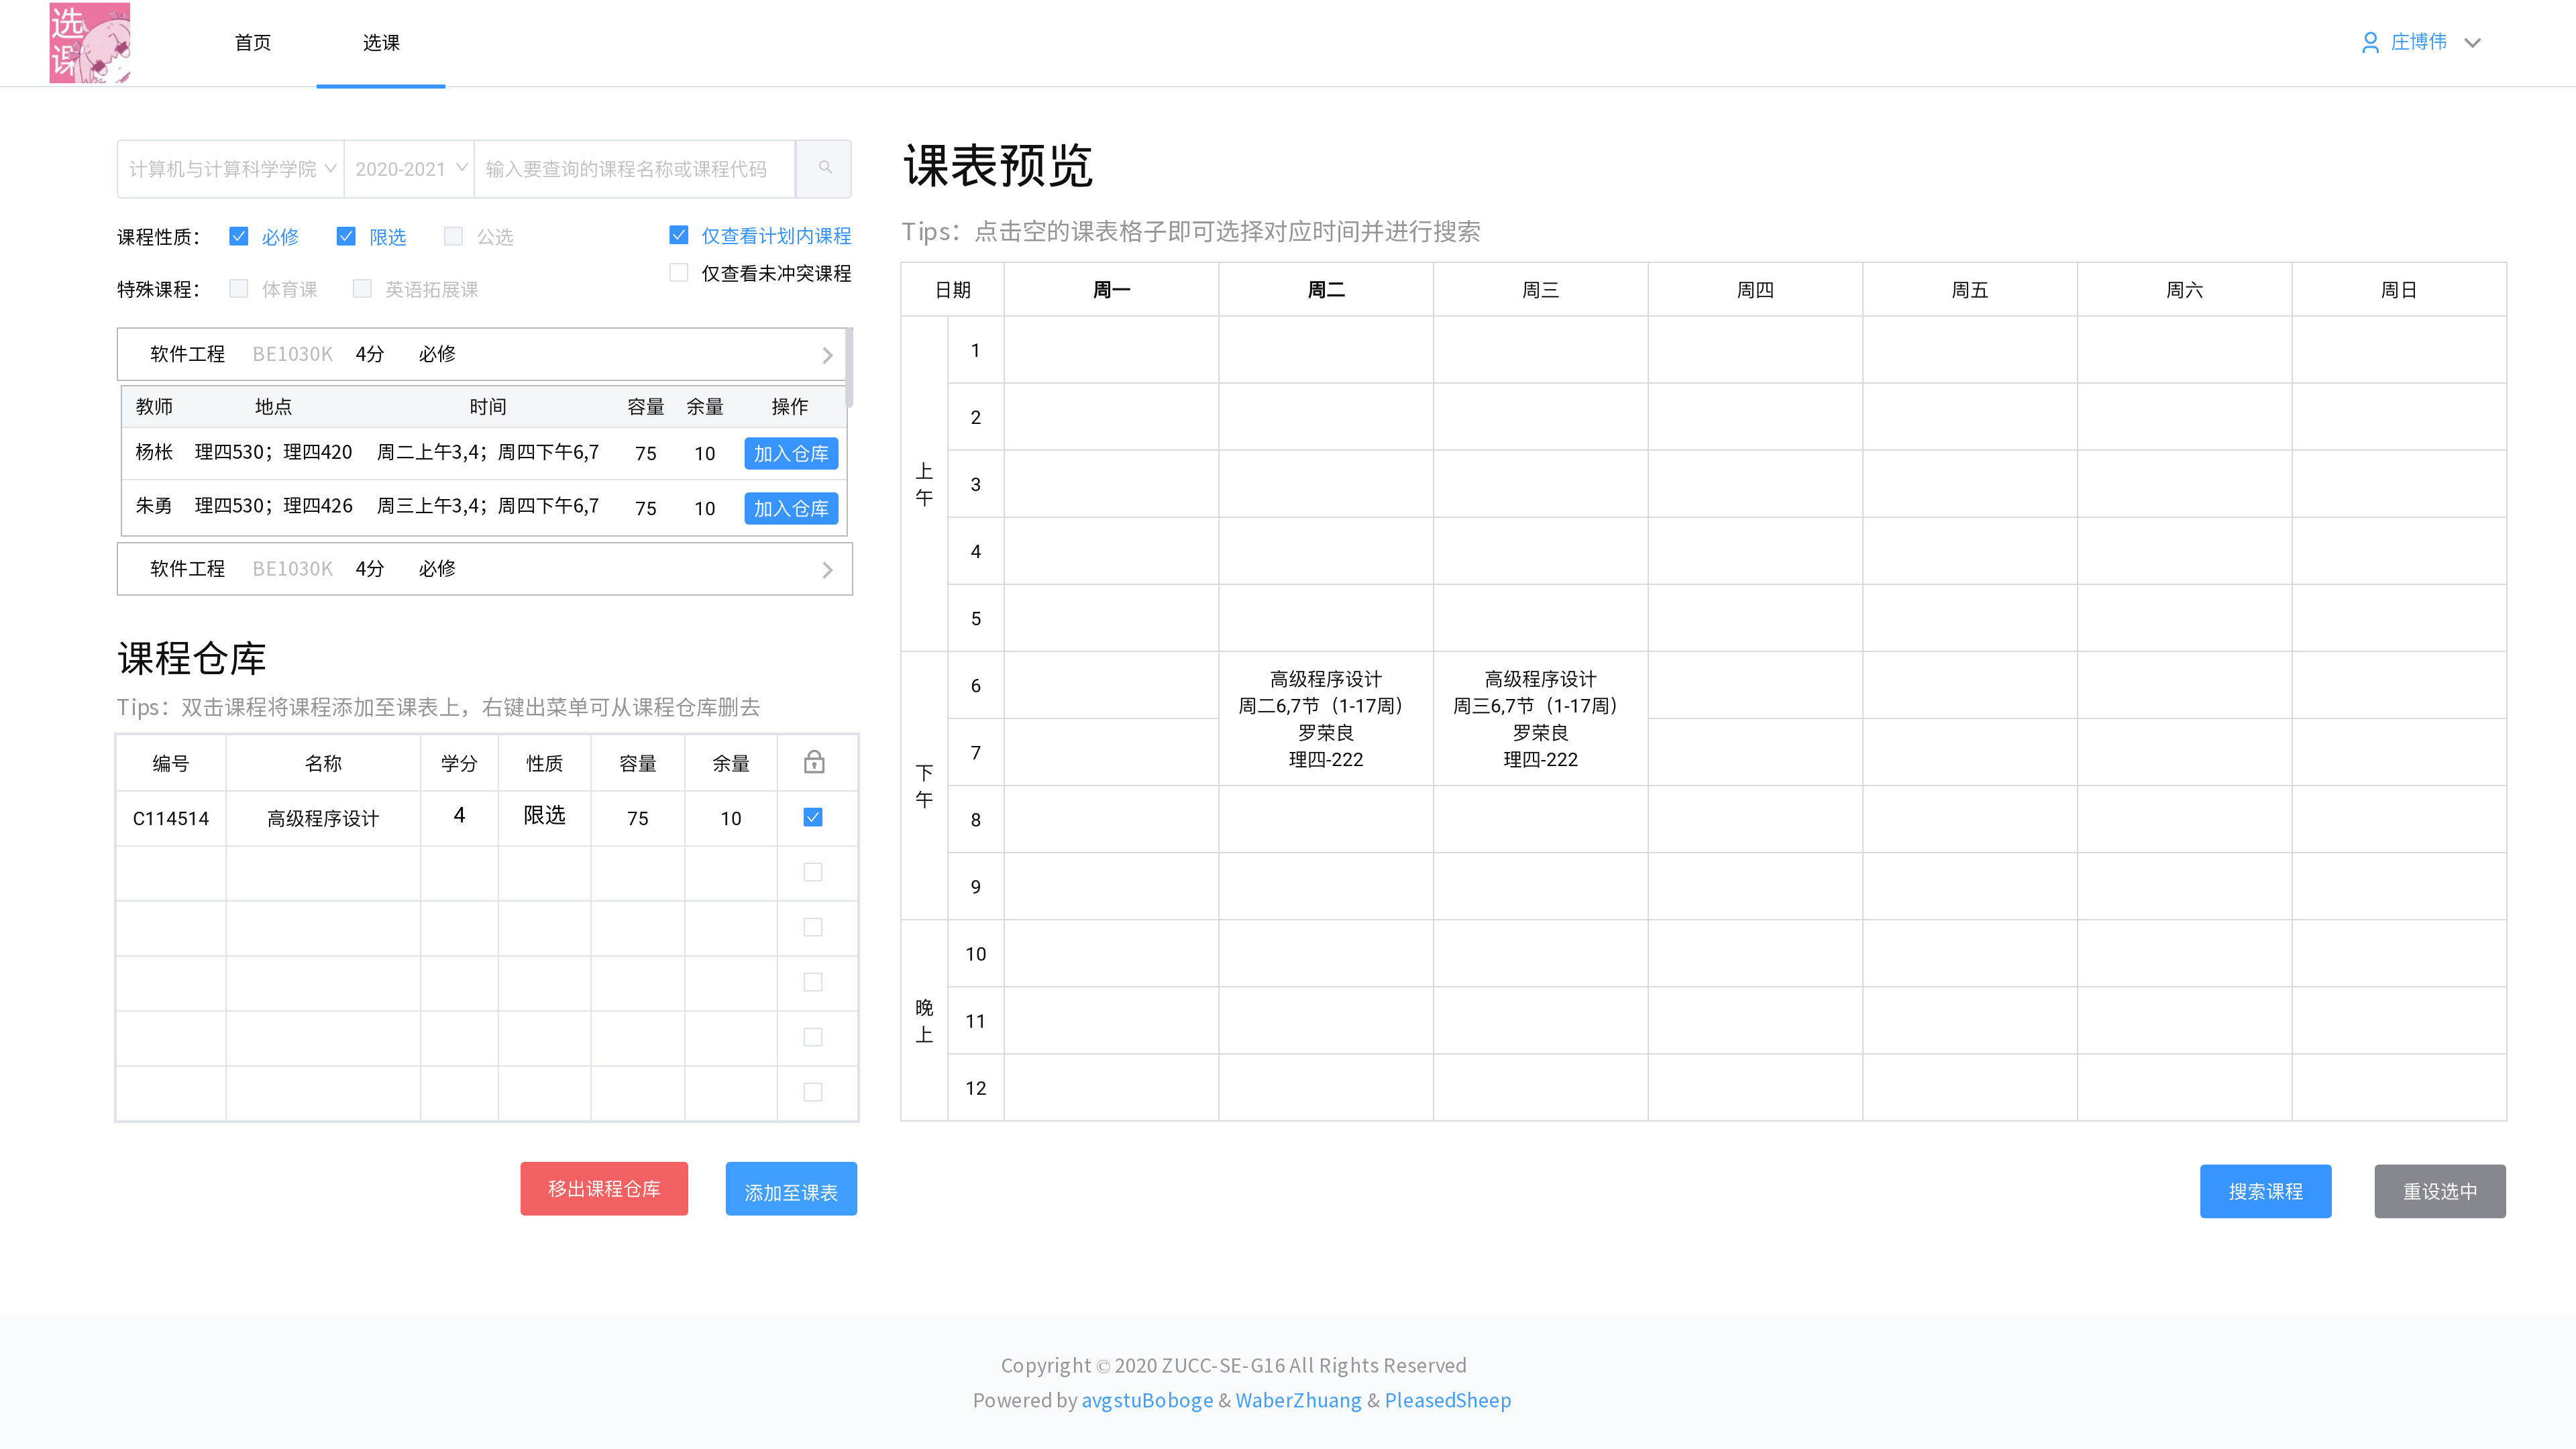 选课
首页 选课 庄博伟
计算机与计算科学学院 2020-2021 输入要查询的课程名称或课程代码
课程性质： 必修 限选 公选 仅查看计划内课程
仅查看未冲突课程
特殊课程： 体育课 英语拓展课
软件工程 BE1030K 4分 必修
教师 地点 时间 容量 余量 操作
杨枨 理四530；理四420 周二上午3,4；周四下午6,7 75 10 加入仓库
朱勇 理四530；理四426 周三上午3,4；周四下午6,7 75 10 加入仓库
软件工程 BE1030K 4分 必修
课程仓库
Tips：双击课程将课程添加至课表上，右键出菜单可从课程仓库删去
编号 名称 学分 性质 容量 余量
C114514 高级程序设计 4 限选 75 10
移出课程仓库 添加至课表
课表预览
Tips：点击空的课表格子即可选择对应时间并进行搜索
日期 周一 周二 周三 周四 周五 周六 周日
上午
1
2
3
4
5
下午
6
7
8
9
高级程序设计
周二6,7节（1-17周）
罗荣良
理四-222
高级程序设计
周三6,7节（1-17周）
罗荣良
理四-222
晚上
10
11
12
搜索课程 重设选中
Copyright © 2020 ZUCC-SE-G16 All Rights Reserved
Powered by avgstuBoboge & WaberZhuang & PleasedSheep